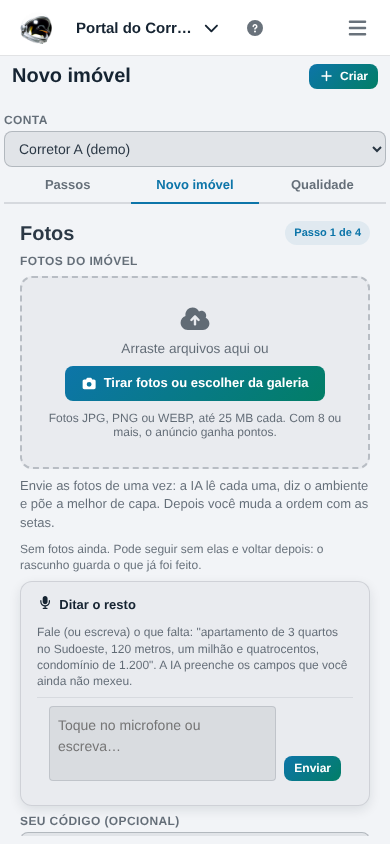 Portal do Corr…
Novo imóvel
Criar
CONTA
Corretor A (demo)
Passos
Novo imóvel
Qualidade
Fotos
Passo 1 de 4
FOTOS DO IMÓVEL
Arraste arquivos aqui ou
Tirar fotos ou escolher da galeria
Fotos JPG, PNG ou WEBP, até 25 MB cada. Com 8 ou
mais, o anúncio ganha pontos.
Envie as fotos de uma vez: a IA lê cada uma, diz o ambiente
e põe a melhor de capa. Depois você muda a ordem com as
setas.
Sem fotos ainda. Pode seguir sem elas e voltar depois: o
rascunho guarda o que já foi feito.
Ditar o resto
Fale (ou escreva) o que falta: "apartamento de 3 quartos
no Sudoeste, 120 metros, um milhão e quatrocentos,
condomínio de 1.200". A IA preenche os campos que você
ainda não mexeu.
Toque no microfone ou
escreva…
Enviar
SEU CÓDIGO (OPCIONAL)